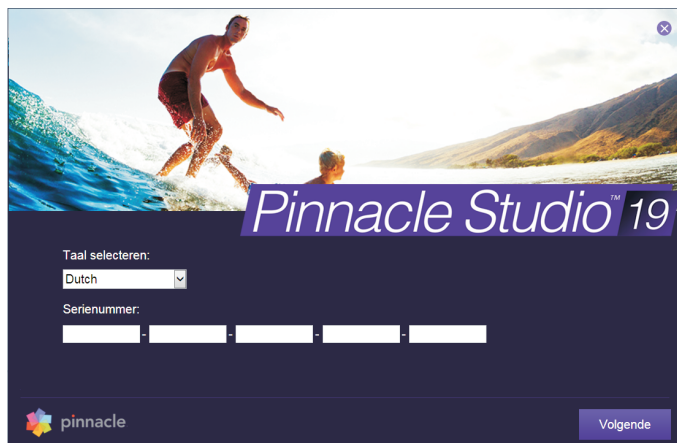 Pinnacle Studio™ 19
Taal selecteren:
Dutch
Serienummer:
- - - -
pinnacle
Volgende